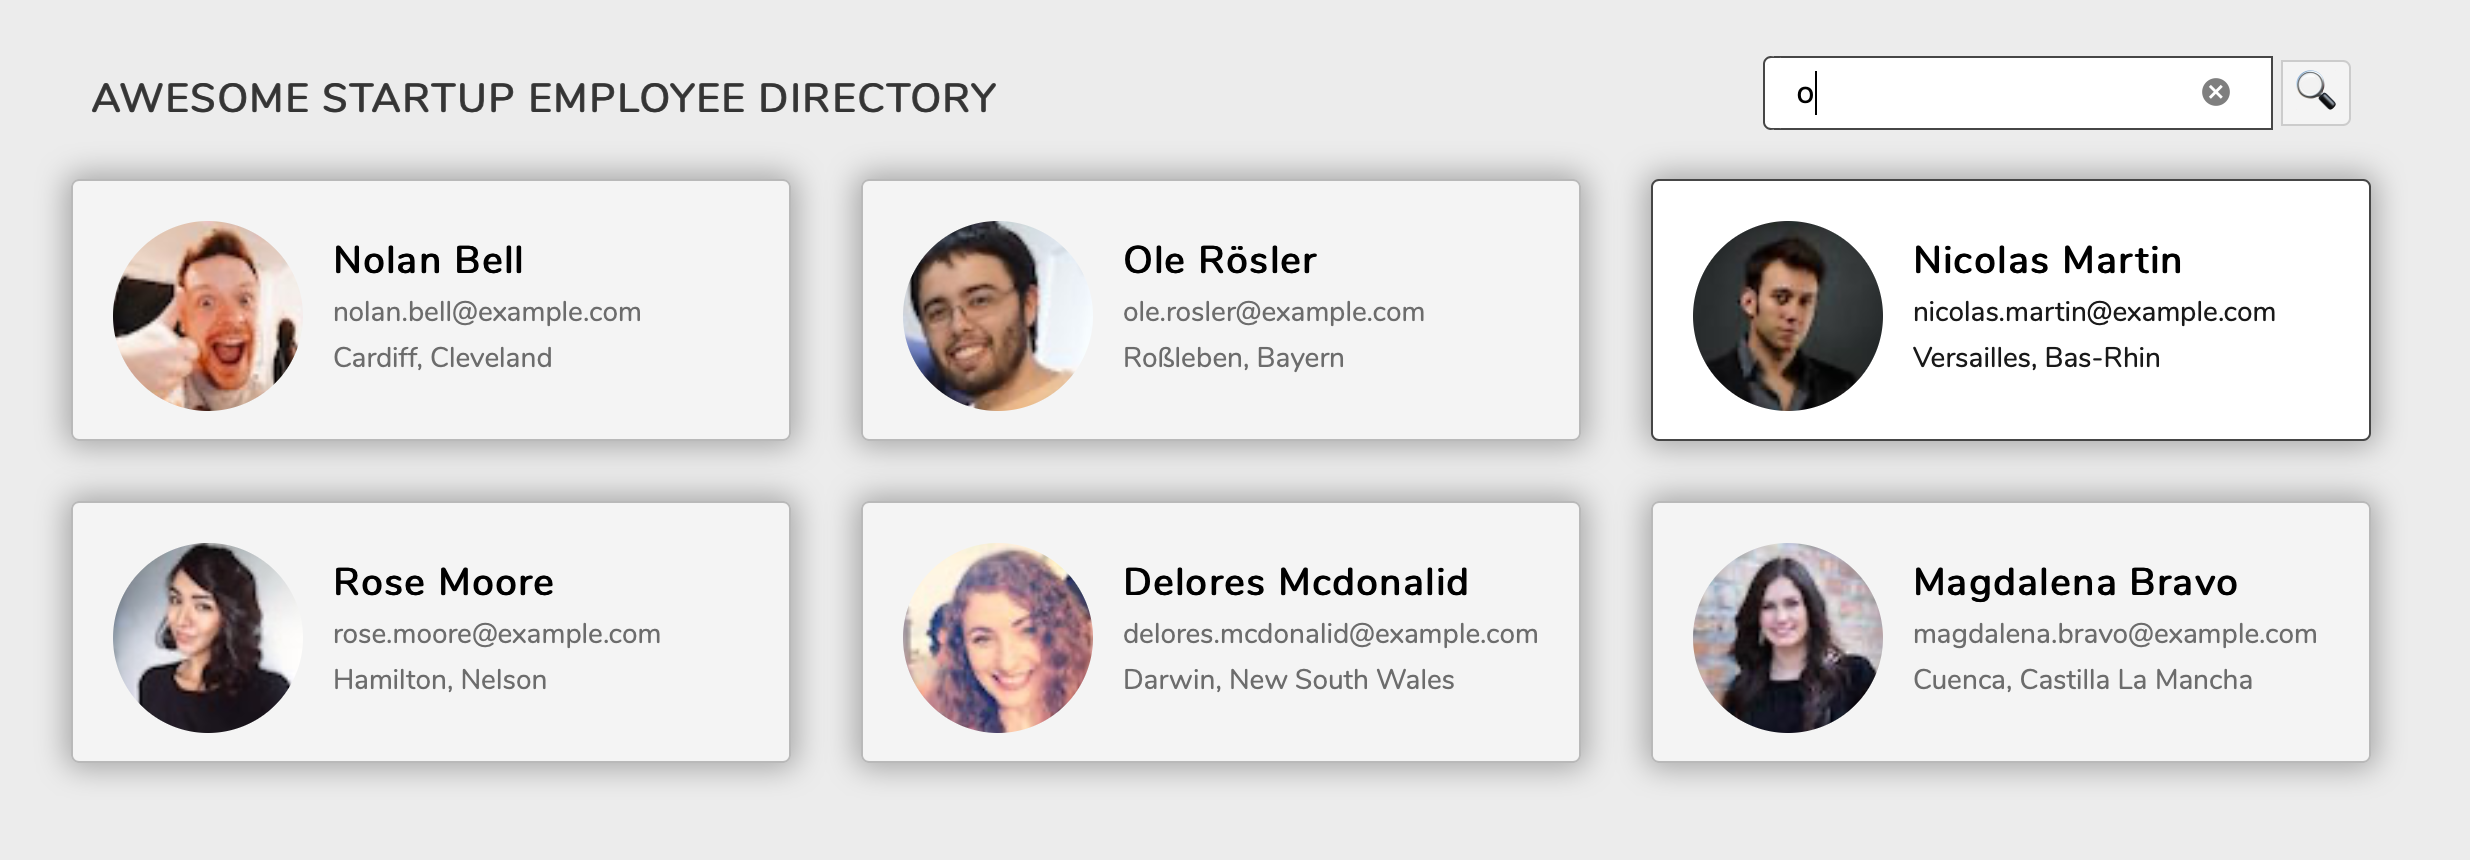 AWESOME STARTUP EMPLOYEE DIRECTORY
o
Nolan Bell
nolan.bell@example.com
Cardiff, Cleveland
Ole Rösler
ole.rosler@example.com
Roßleben, Bayern
Nicolas Martin
nicolas.martin@example.com
Versailles, Bas-Rhin
Rose Moore
rose.moore@example.com
Hamilton, Nelson
Delores Mcdonalid
delores.mcdonalid@example.com
Darwin, New South Wales
Magdalena Bravo
magdalena.bravo@example.com
Cuenca, Castilla La Mancha